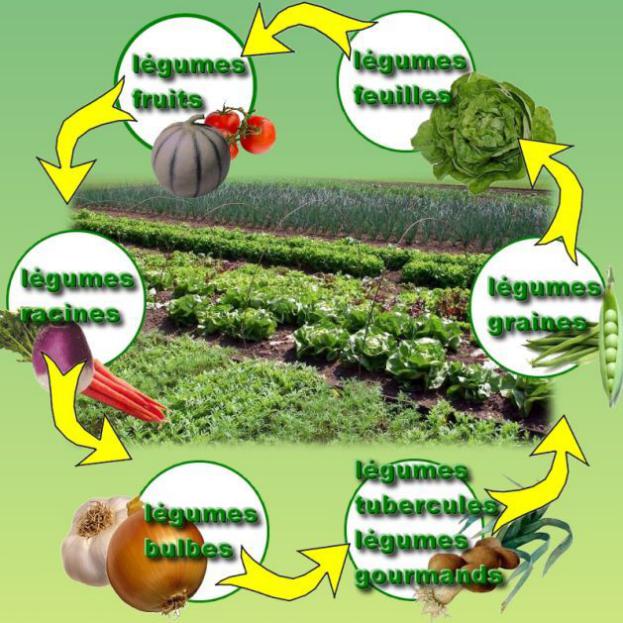 légumes
fruits
légumes
feuilles
légumes
racines
légumes
graines
légumes
bulbes
légumes
tubercules
légumes
gourmands